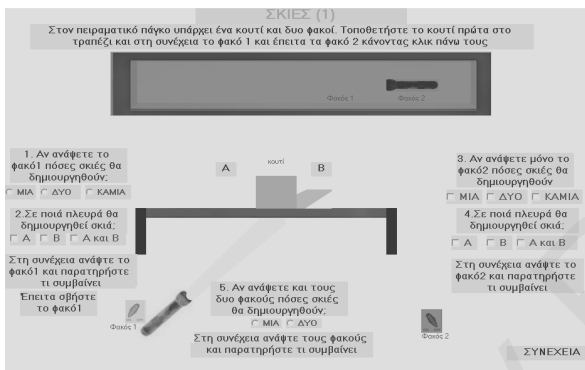 ΣΚΙΕΣ (1)
Στον πειραματικό πάγκο υπάρχει ένα κουτί και δυο φακοί. Τοποθετήστε το κουτί πρώτα στο
τραπέζι και στη συνέχεια το φακό 1 και έπειτα τα φακό 2 κάνοντας κλικ πάνω τους
Φακός 1
Φακός 2
1. Αν ανάψετε το
φακό1 πόσες σκιές θα
δημιουργηθούν;
ΜΙΑ ΔΥΟ ΚΑΜΙΑ
2.Σε ποιά πλευρά θα
δημιουργηθεί σκιά;
Α Β Α και Β
Στη συνέχεια ανάψτε το
φακό1 και παρατηρήστε
τι συμβαίνει
Έπειτα σβήστε
το φακό1
Α
κουτί
Β
3. Αν ανάψετε μόνο το
φακό2 πόσες σκιές θα
δημιουργηθούν
ΜΙΑ ΔΥΟ ΚΑΜΙΑ
4.Σε ποιά πλευρά θα
δημιουργηθεί σκιά;
Α Β Α και Β
Στη συνέχεια ανάψτε το
φακό2 και παρατηρήστε
τι συμβαίνει
5. Αν ανάψετε και τους
δυο φακούς πόσες σκιές
θα δημιουργηθούν;
ΜΙΑ ΔΥΟ
Στη συνέχεια ανάψτε τους φακούς
και παρατηρήστε τι συμβαίνει
Φακός 1
Φακός 2
ΣΥΝΕΧΕΙΑ